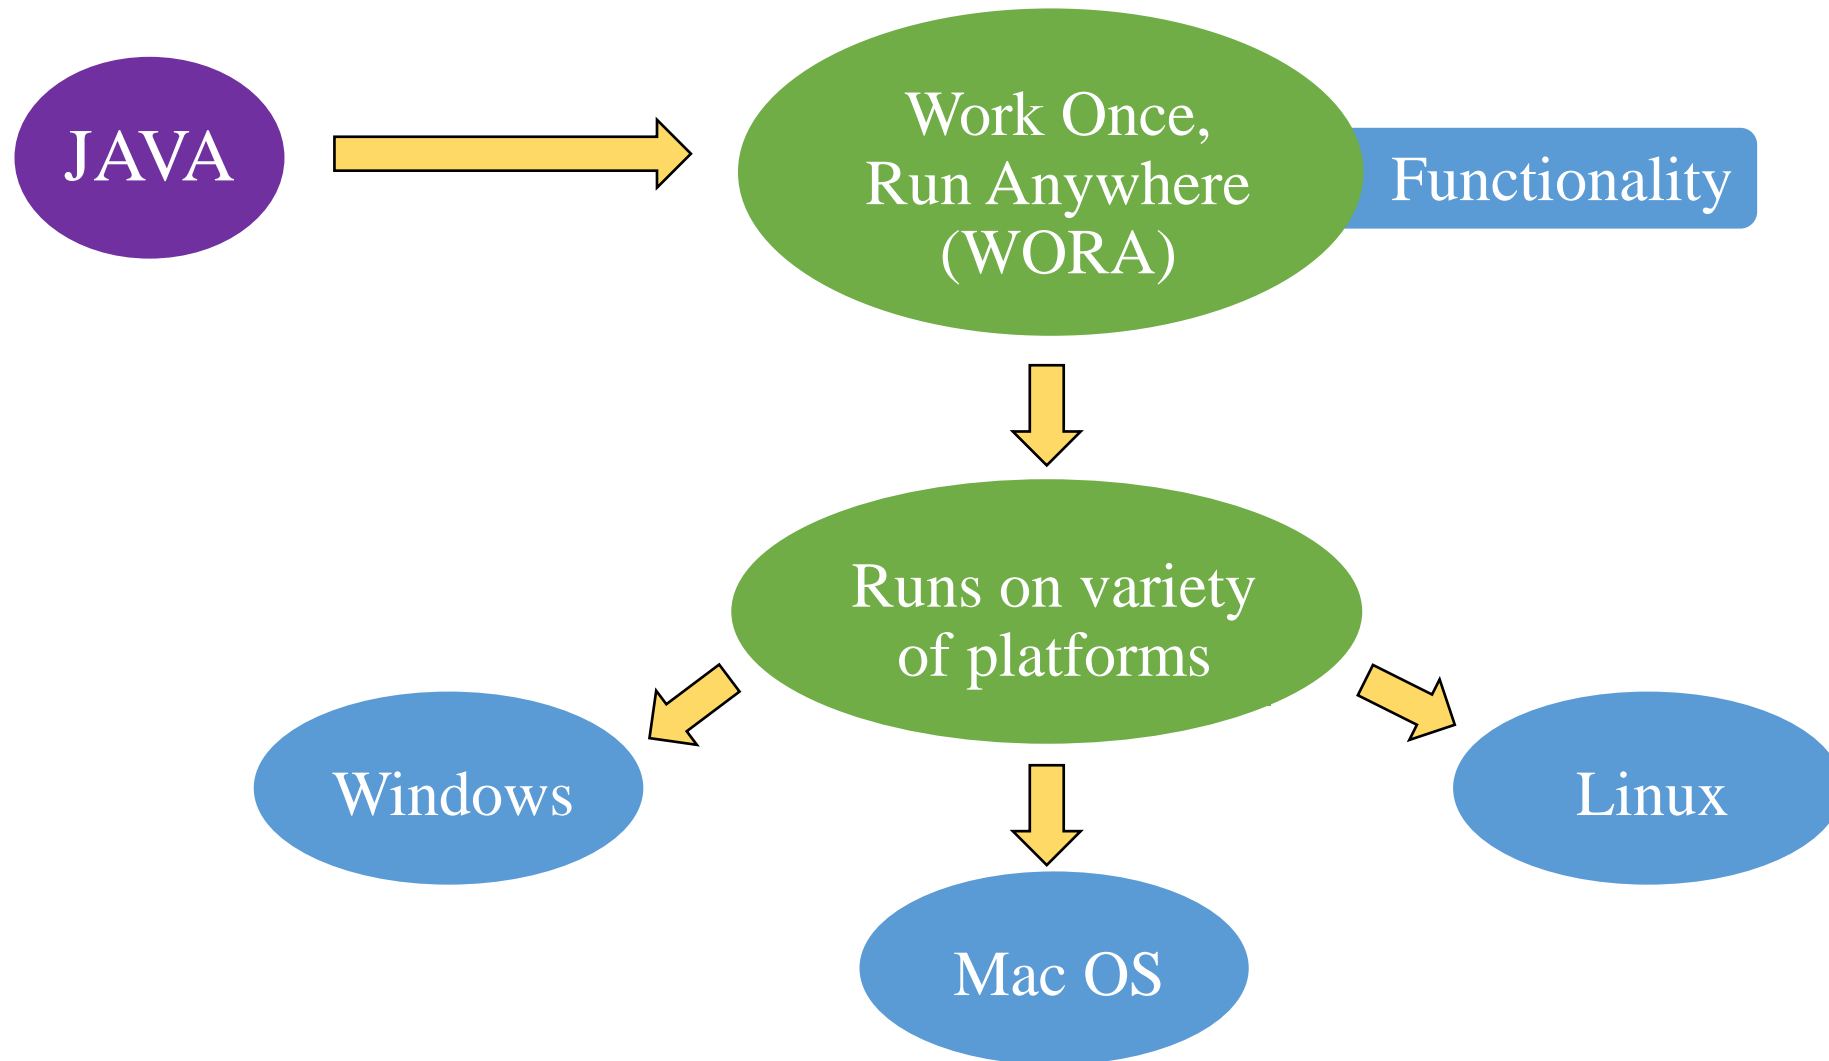 JAVA
Work Once,
Run Anywhere
(WORA)
Functionality
Runs on variety
of platforms
Windows
Linux
Mac OS